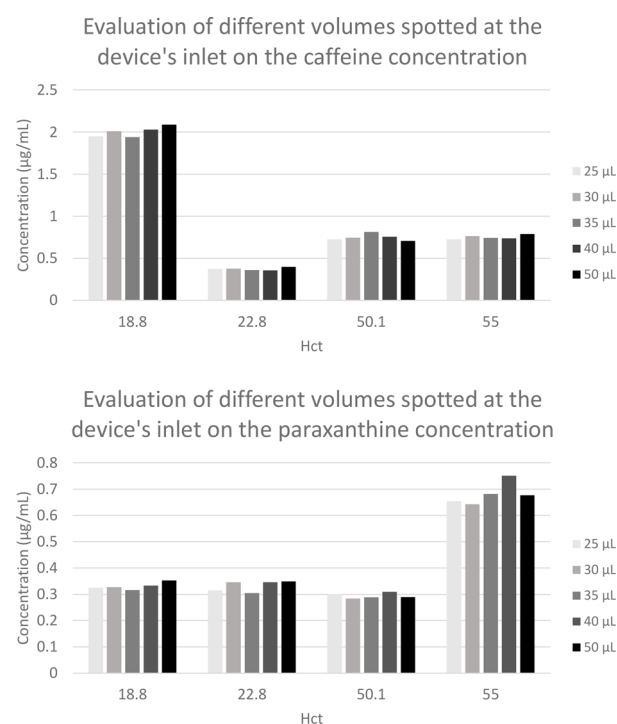 Evaluation of different volumes spotted at the
device's inlet on the caffeine concentration
2.5
2
1.5
1
0.5
0
Concentration (µg/mL)
18.8 22.8 50.1 55
Hct
25 µL
30 µL
35 µL
40 µL
50 µL
Evaluation of different volumes spotted at the
device's inlet on the paraxanthine concentration
0.8
0.7
0.6
0.5
0.4
0.3
0.2
0.1
0
Concentration (µg/mL)
18.8 22.8 50.1 55
Hct
25 µL
30 µL
35 µL
40 µL
50 µL